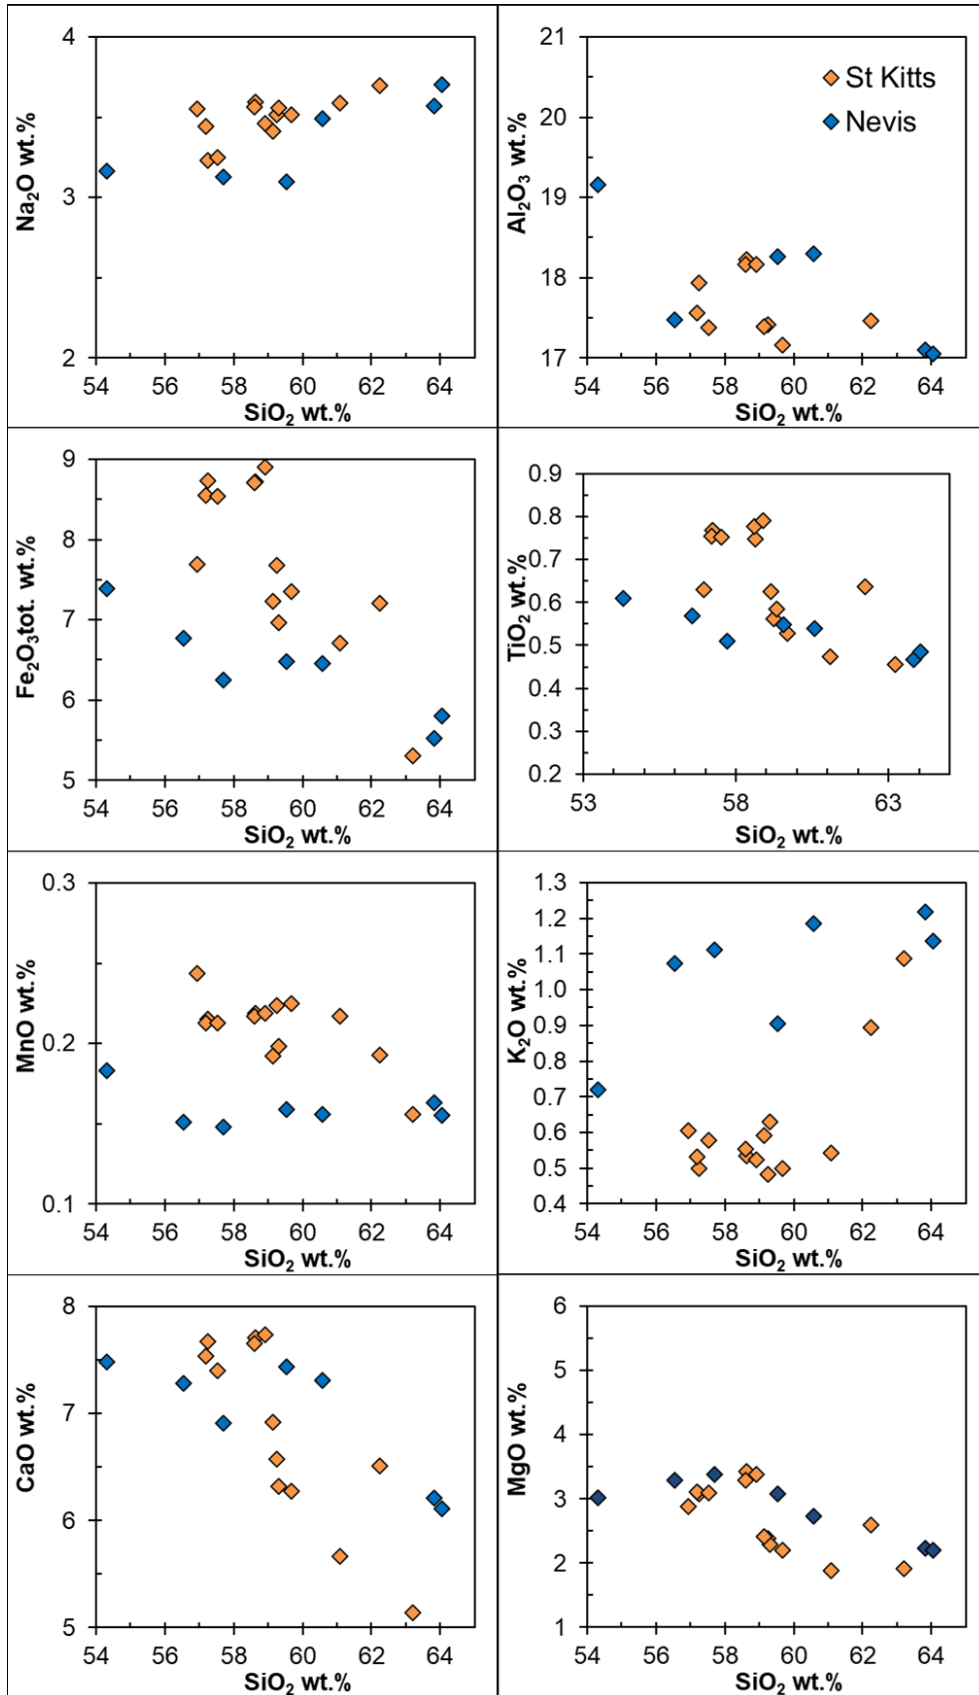 4
3
2
Na₂O wt.%
54 56 58 60 62 64
SiO₂ wt.%
21
20
19
18
17
Al₂O₃ wt.%
St Kitts
Nevis
54 56 58 60 62 64
SiO₂ wt.%
9
8
7
6
5
Fe₂O₃tot. wt.%
54 56 58 60 62 64
SiO₂ wt.%
0.9
0.8
0.7
0.6
0.5
0.4
0.3
0.2
TiO₂ wt.%
53 58 63
SiO₂ wt.%
0.3
0.2
0.1
MnO wt.%
54 56 58 60 62 64
SiO₂ wt.%
1.3
1.2
1.1
1.0
0.9
0.8
0.7
0.6
0.5
0.4
K₂O wt.%
54 56 58 60 62 64
SiO₂ wt.%
8
7
6
5
CaO wt.%
54 56 58 60 62 64
SiO₂ wt.%
6
5
4
3
2
1
MgO wt.%
54 56 58 60 62 64
SiO₂ wt.%